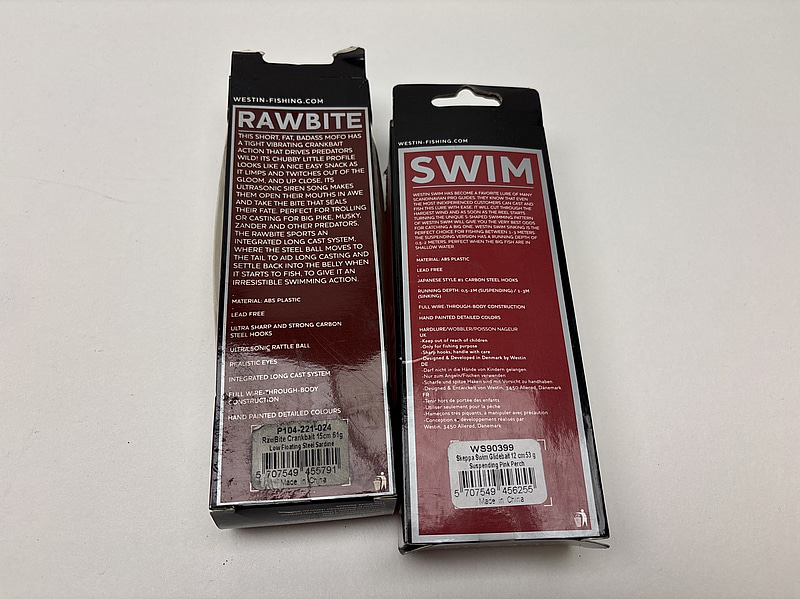 WESTIN-FISHING.COM
RAWBITE
THIS SHORT, FAT, BADASS MOFO HAS
A TIGHT VIBRATING CRANKBAIT
ACTION THAT DRIVES PREDATORS
WILD! ITS CHUBBY LITTLE PROFILE
LOOKS LIKE A NICE EASY SNACK AS
IT LIMPS AND TWITCHES OUT OF THE
GLOOM, AND UP CLOSE, ITS
ULTRASONIC SIREN SONG MAKES
THEM OPEN THEIR MOUTHS IN AWE
AND TAKE THE BITE THAT SEALS
THEIR FATE. PERFECT FOR TROLLING
OR CASTING FOR BIG PIKE, MUSKY,
ZANDER AND OTHER PREDATORS.
THE RAWBITE SPORTS AN
INTEGRATED LONG CAST SYSTEM,
WHERE THE STEEL BALL MOVES TO
THE TAIL TO AID LONG CASTING AND
SETTLE BACK INTO THE BELLY WHEN
IT STARTS TO FISH, TO GIVE IT AN
IRRESISTIBLE SWIMMING ACTION.
MATERIAL: ABS PLASTIC
LEAD FREE
ULTRA SHARP AND STRONG CARBON
STEEL HOOKS
ULTRASONIC RATTLE BALL
REALISTIC EYES
INTEGRATED LONG CAST SYSTEM
FULL WIRE-THROUGH-BODY
CONSTRUCTION
HAND PAINTED DETAILED COLOURS
P104-221-024
RawBite Crankbait 15cm 61g
Low Floating Steel Sardine
5 707549 455791
Made in China
WESTIN-FISHING.COM
SWIM
WESTIN SWIM HAS BECOME A FAVORITE LURE OF MANY
SCANDINAVIAN PRO GUIDES. THEY KNOW THAT EVEN
THE MOST INEXPERIENCED CUSTOMERS CAN CAST AND
FISH THIS LURE WITH EASE. IT WILL CUT THROUGH THE
HARDEST WIND AND AS SOON AS THE REEL STARTS
TURNING THE UNIQUE S-SHAPED SWIMMING PATTERN
OF WESTIN SWIM WILL GIVE YOU THE VERY BEST ODDS
FOR CATCHING A BIG ONE. WESTIN SWIM SINKING IS THE
PERFECT CHOICE FOR FISHING BETWEEN 1-3 METERS.
THE SUSPENDING VERSION HAS A RUNNING DEPTH OF
0,5-2 METERS. PERFECT WHEN THE BIG FISH ARE IN
SHALLOW WATER.
MATERIAL: ABS PLASTIC
LEAD FREE
JAPANESE STYLE #1 CARBON STEEL HOOKS
RUNNING DEPTH: 0,5-2M (SUSPENDING) / 1-3M
(SINKING)
FULL WIRE-THROUGH-BODY CONSTRUCTION
HAND PAINTED DETAILED COLORS
HARDLURE/WOBBLER/POISSON NAGEUR
UK
-Keep out of reach of children
-Only for fishing purpose
-Sharp hooks, handle with care
-Designed & Developed in Denmark by Westin
DE
-Darf nicht in die Hände von Kindern gelangen
-Nur zum Angeln/Fischen verwenden
-Scharfe und spitze Haken sind mit Vorsicht zu handhaben
-Designed & Entwickelt von Westin, 3450 Allerød, Dänemark
FR
-Tenir hors de portée des enfants
-Utiliser seulement pour la pêche
-Hameçons très piquants, à manipuler avec précaution
-Conception & développement réalisés par
Westin, 3450 Allerød, Danemark
WS90399
Skeppa Swim Glidebait 12 cm 53 g
Suspending Pink Perch
5 707549 456255
Made in China